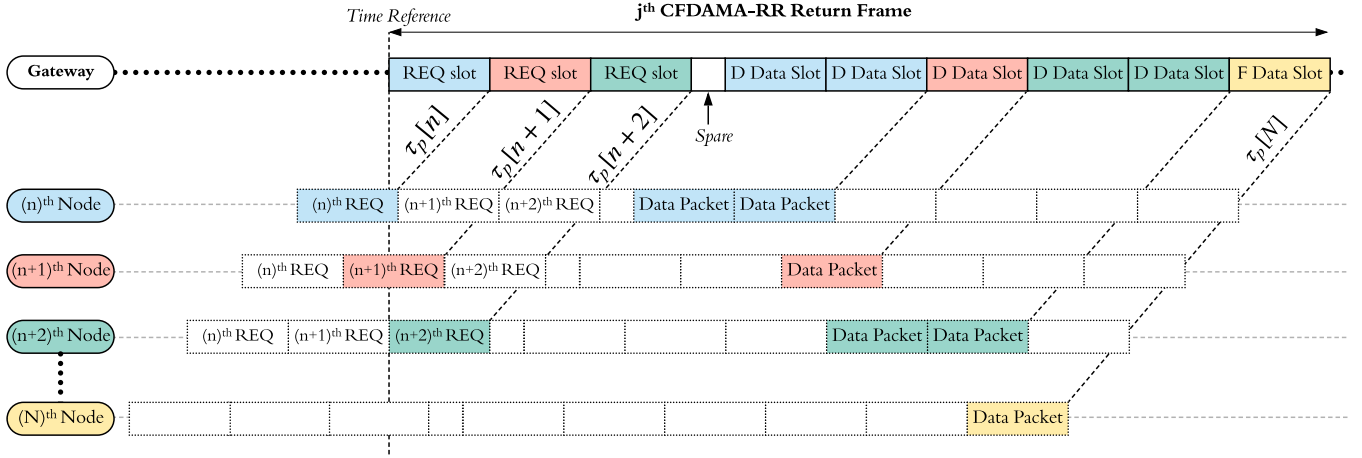 j^th CFDAMA-RR Return Frame
Time Reference
Gateway
REQ slot REQ slot REQ slot D Data Slot D Data Slot D Data Slot D Data Slot D Data Slot F Data Slot
τp[n] τp[n + 1] τp[n + 2] Spare τp[N]
(n)^th Node (n)^th REQ (n+1)^th REQ (n+2)^th REQ Data Packet Data Packet
(n+1)^th Node (n)^th REQ (n+1)^th REQ (n+2)^th REQ Data Packet
(n+2)^th Node (n)^th REQ (n+1)^th REQ (n+2)^th REQ Data Packet Data Packet
(N)^th Node Data Packet